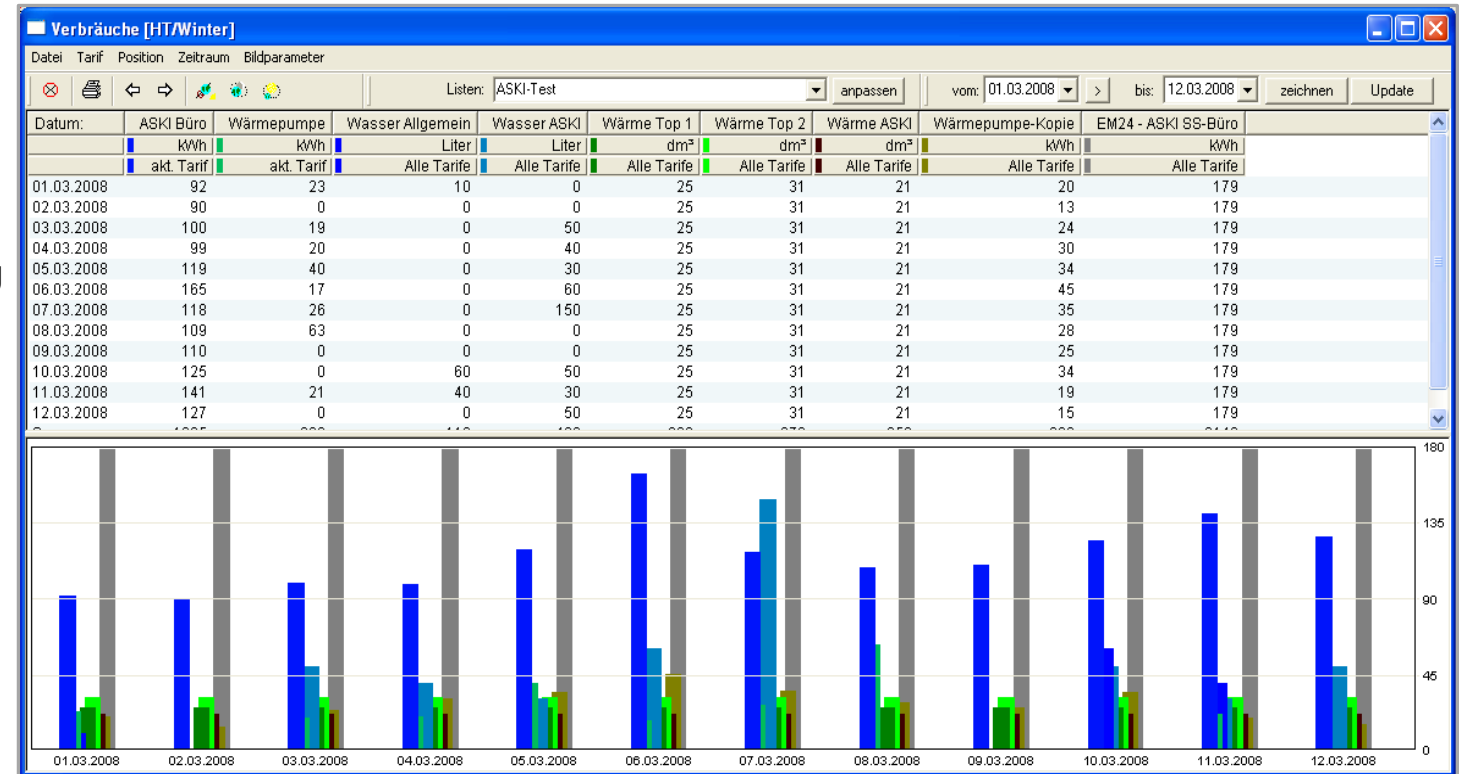 Verbräuche [HT/Winter]
Datei Tarif Position Zeitraum Bildparameter
Listen: ASKI-Test anpassen vom: 01.03.2008 > bis: 12.03.2008 zeichnen Update
Datum: ASKI Büro Wärmepumpe Wasser Allgemein Wasser ASKI Wärme Top 1 Wärme Top 2 Wärme ASKI Wärmepumpe-Kopie EM24 - ASKI SS-Büro
kWh kWh Liter Liter dm³ dm³ dm³ kWh kWh
akt. Tarif akt. Tarif Alle Tarife Alle Tarife Alle Tarife Alle Tarife Alle Tarife Alle Tarife Alle Tarife
01.03.2008 92 23 10 0 25 31 21 20 179
02.03.2008 90 0 0 0 25 31 21 13 179
03.03.2008 100 19 0 50 25 31 21 24 179
04.03.2008 99 20 0 40 25 31 21 30 179
05.03.2008 119 40 0 30 25 31 21 34 179
06.03.2008 165 17 0 60 25 31 21 45 179
07.03.2008 118 26 0 150 25 31 21 35 179
08.03.2008 109 63 0 0 25 31 21 28 179
09.03.2008 110 0 0 0 25 31 21 25 179
10.03.2008 125 0 60 50 25 31 21 34 179
11.03.2008 141 21 40 30 25 31 21 19 179
12.03.2008 127 0 0 50 25 31 21 15 179
180
135
90
45
0
01.03.2008 02.03.2008 03.03.2008 04.03.2008 05.03.2008 06.03.2008 07.03.2008 08.03.2008 09.03.2008 10.03.2008 11.03.2008 12.03.2008